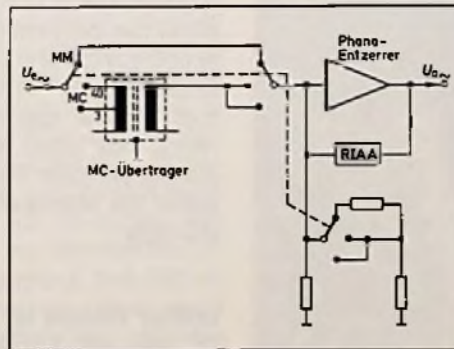 Phono-
Entzerrer
MM
Ue~
Ua~
MC
40
3
RIAA
MC-Übertrager